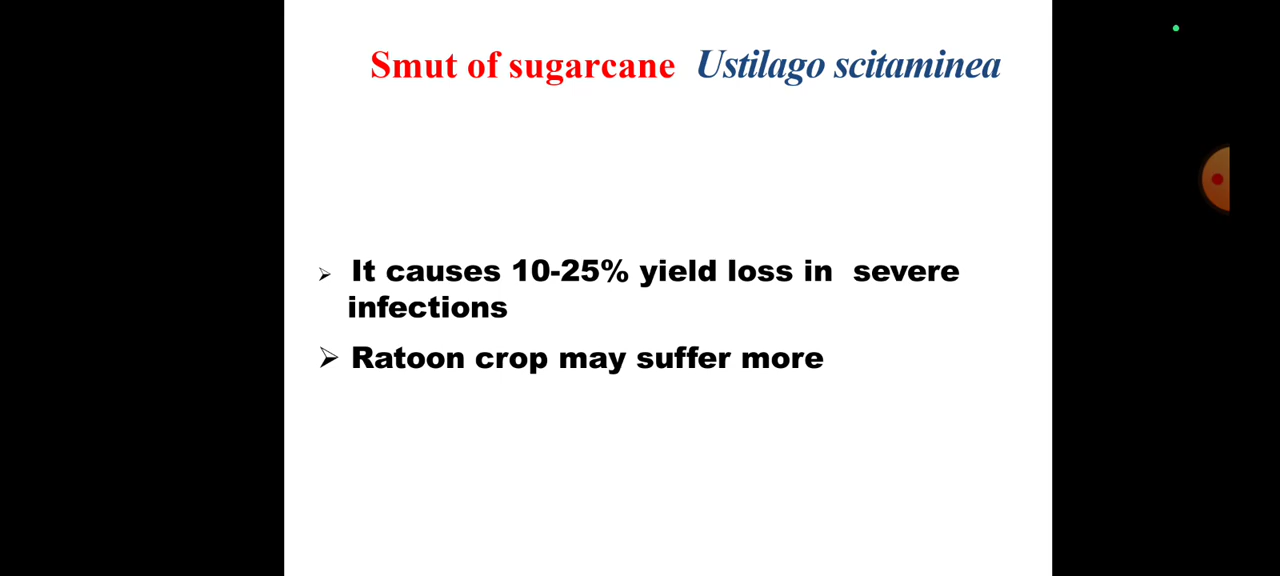 Smut of sugarcane Ustilago scitaminea
➢ It causes 10-25% yield loss in severe
infections
➢ Ratoon crop may suffer more